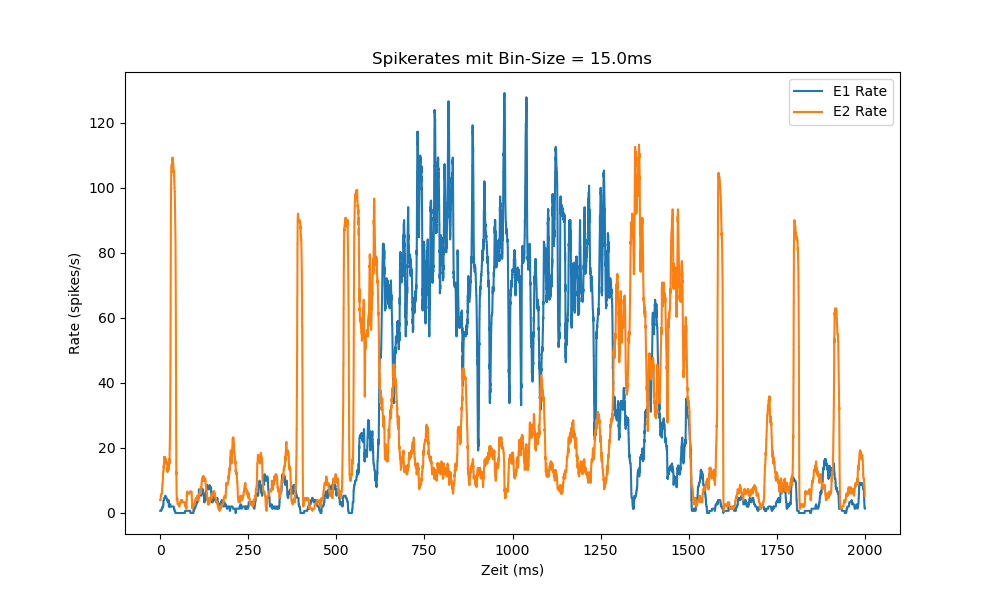 Spikerates mit Bin-Size = 15.0ms
E1 Rate
E2 Rate
Rate (spikes/s)
120
100
80
60
40
20
0
0 250 500 750 1000 1250 1500 1750 2000
Zeit (ms)